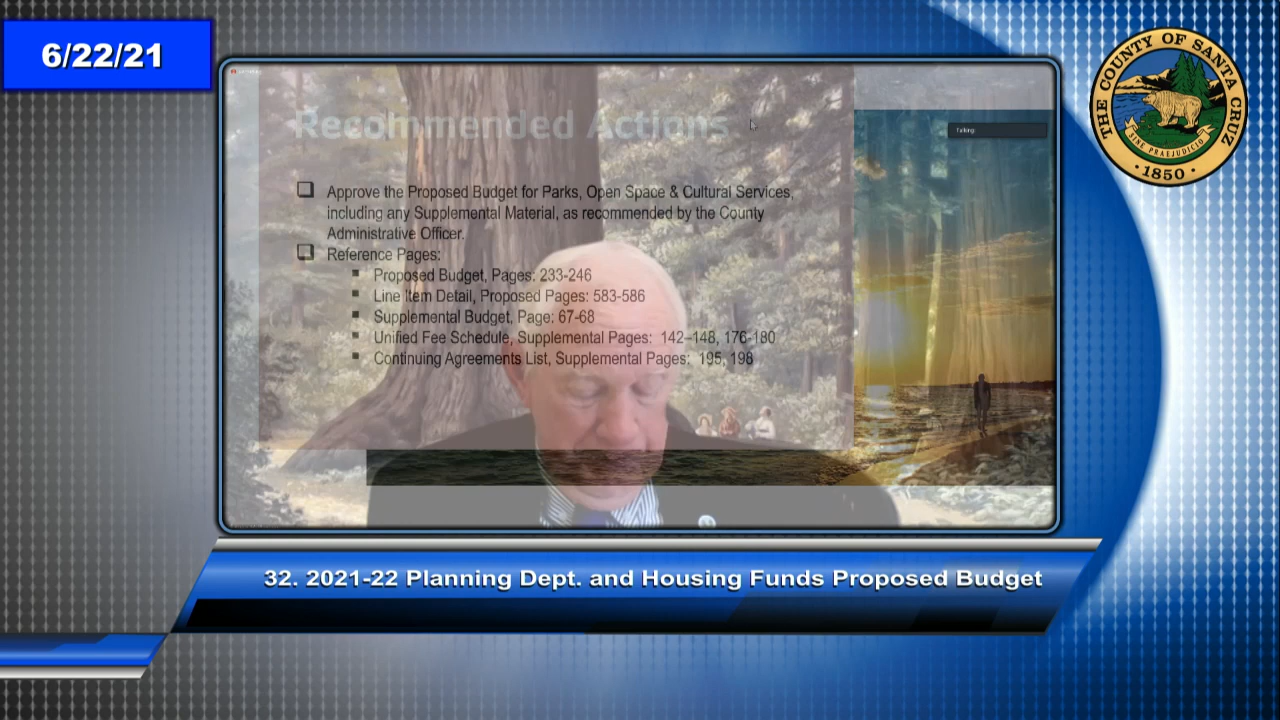 6/22/21
THE COUNTY OF SANTA CRUZ
SINE PRAEJUDICIO
• 1850 •
Talking:
Recommended Actions
❑ Approve the Proposed Budget for Parks, Open Space & Cultural Services,
including any Supplemental Material, as recommended by the County
Administrative Officer.
❑ Reference Pages:
▪ Proposed Budget, Pages: 233-246
▪ Line Item Detail, Proposed Pages: 583-586
▪ Supplemental Budget, Page: 67-68
▪ Unified Fee Schedule, Supplemental Pages: 142–148, 176-180
▪ Continuing Agreements List, Supplemental Pages: 195, 198
32. 2021-22 Planning Dept. and Housing Funds Proposed Budget